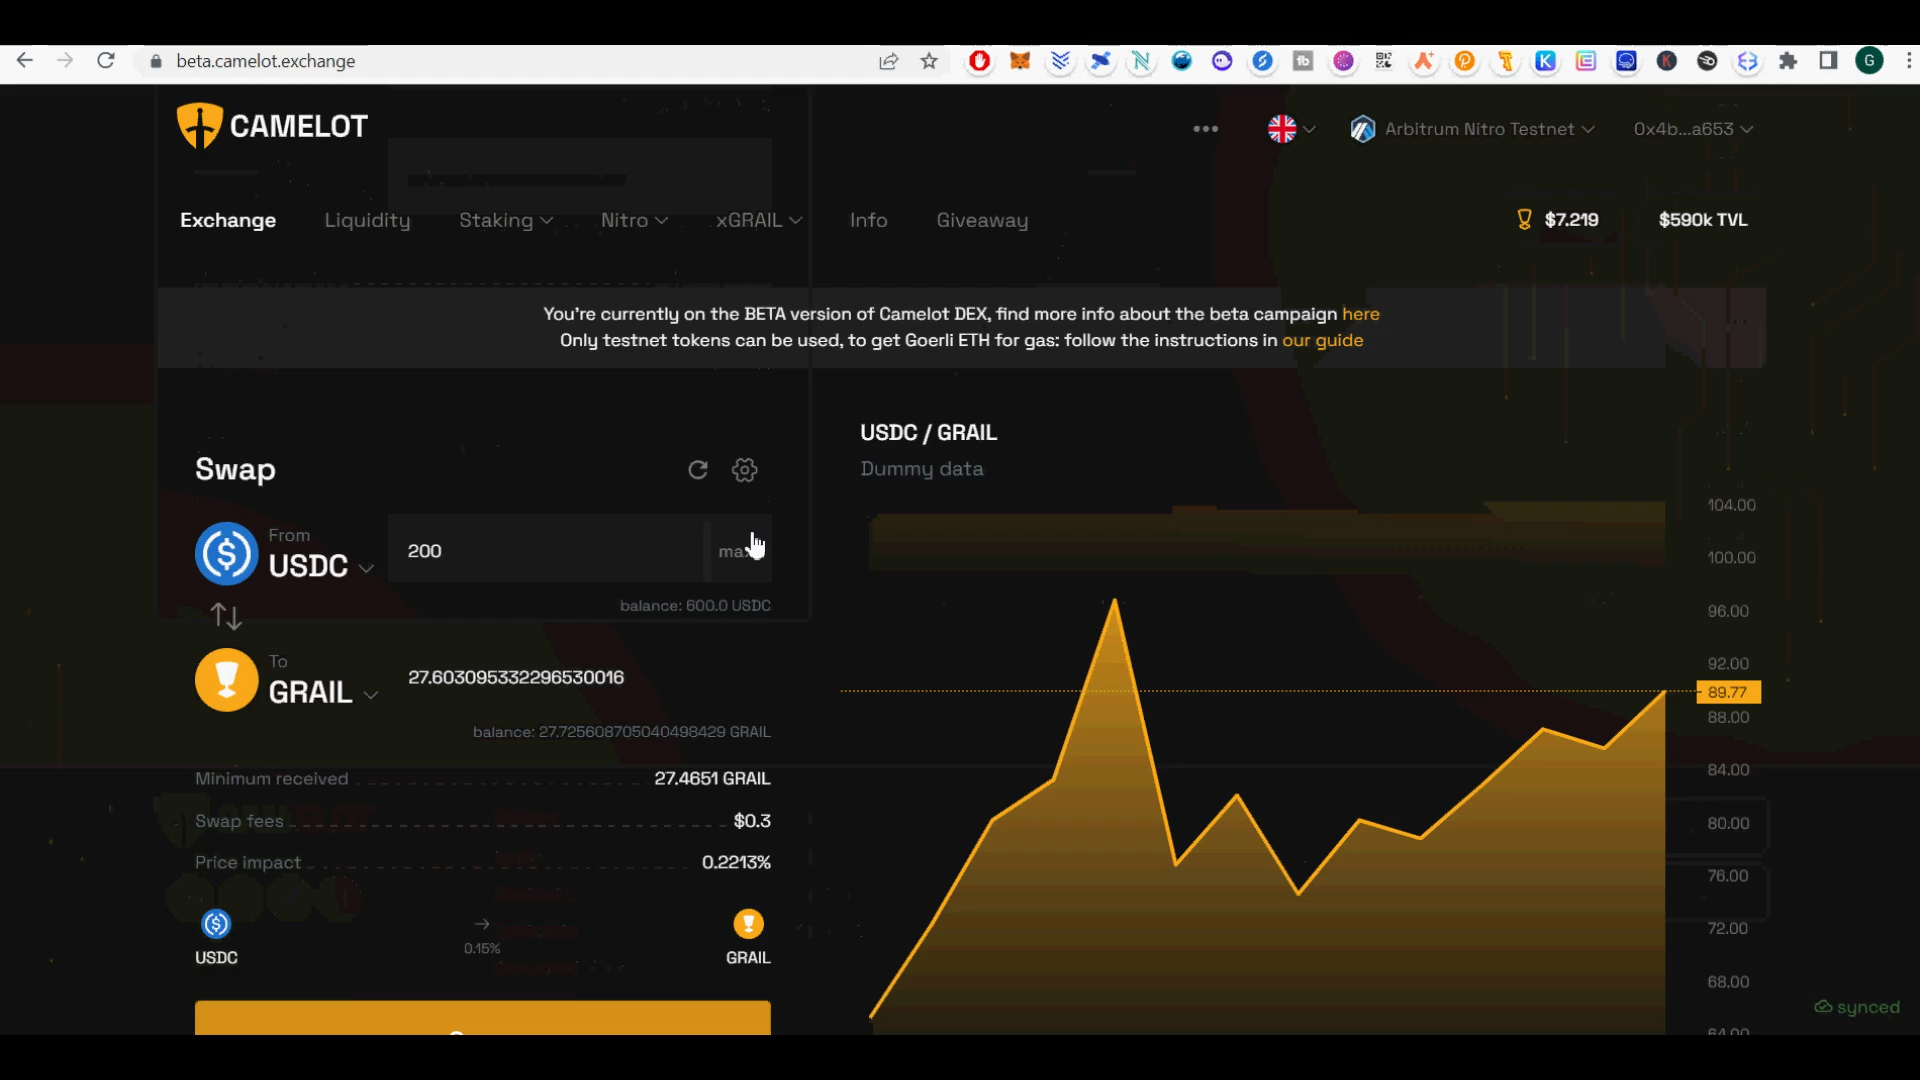 beta.camelot.exchange
G
CAMELOT
Arbitrum Nitro Testnet
0x4b...a653
Exchange
Liquidity
Staking
Nitro
xGRAIL
Info
Giveaway
$7.219
$590k TVL
You're currently on the BETA version of Camelot DEX, find more info about the beta campaign here
Only testnet tokens can be used, to get Goerli ETH for gas: follow the instructions in our guide
Swap
From
USDC
200
balance: 600.0 USDC
To
GRAIL
27.603095332296530016
balance: 27.725608705040498429 GRAIL
Minimum received
27.4651 GRAIL
Swap fees
$0.3
Price impact
0.2213%
USDC
0.15%
GRAIL
USDC / GRAIL
Dummy data
104.00
100.00
96.00
92.00
89.77
88.00
84.00
80.00
76.00
72.00
68.00
64.00
synced